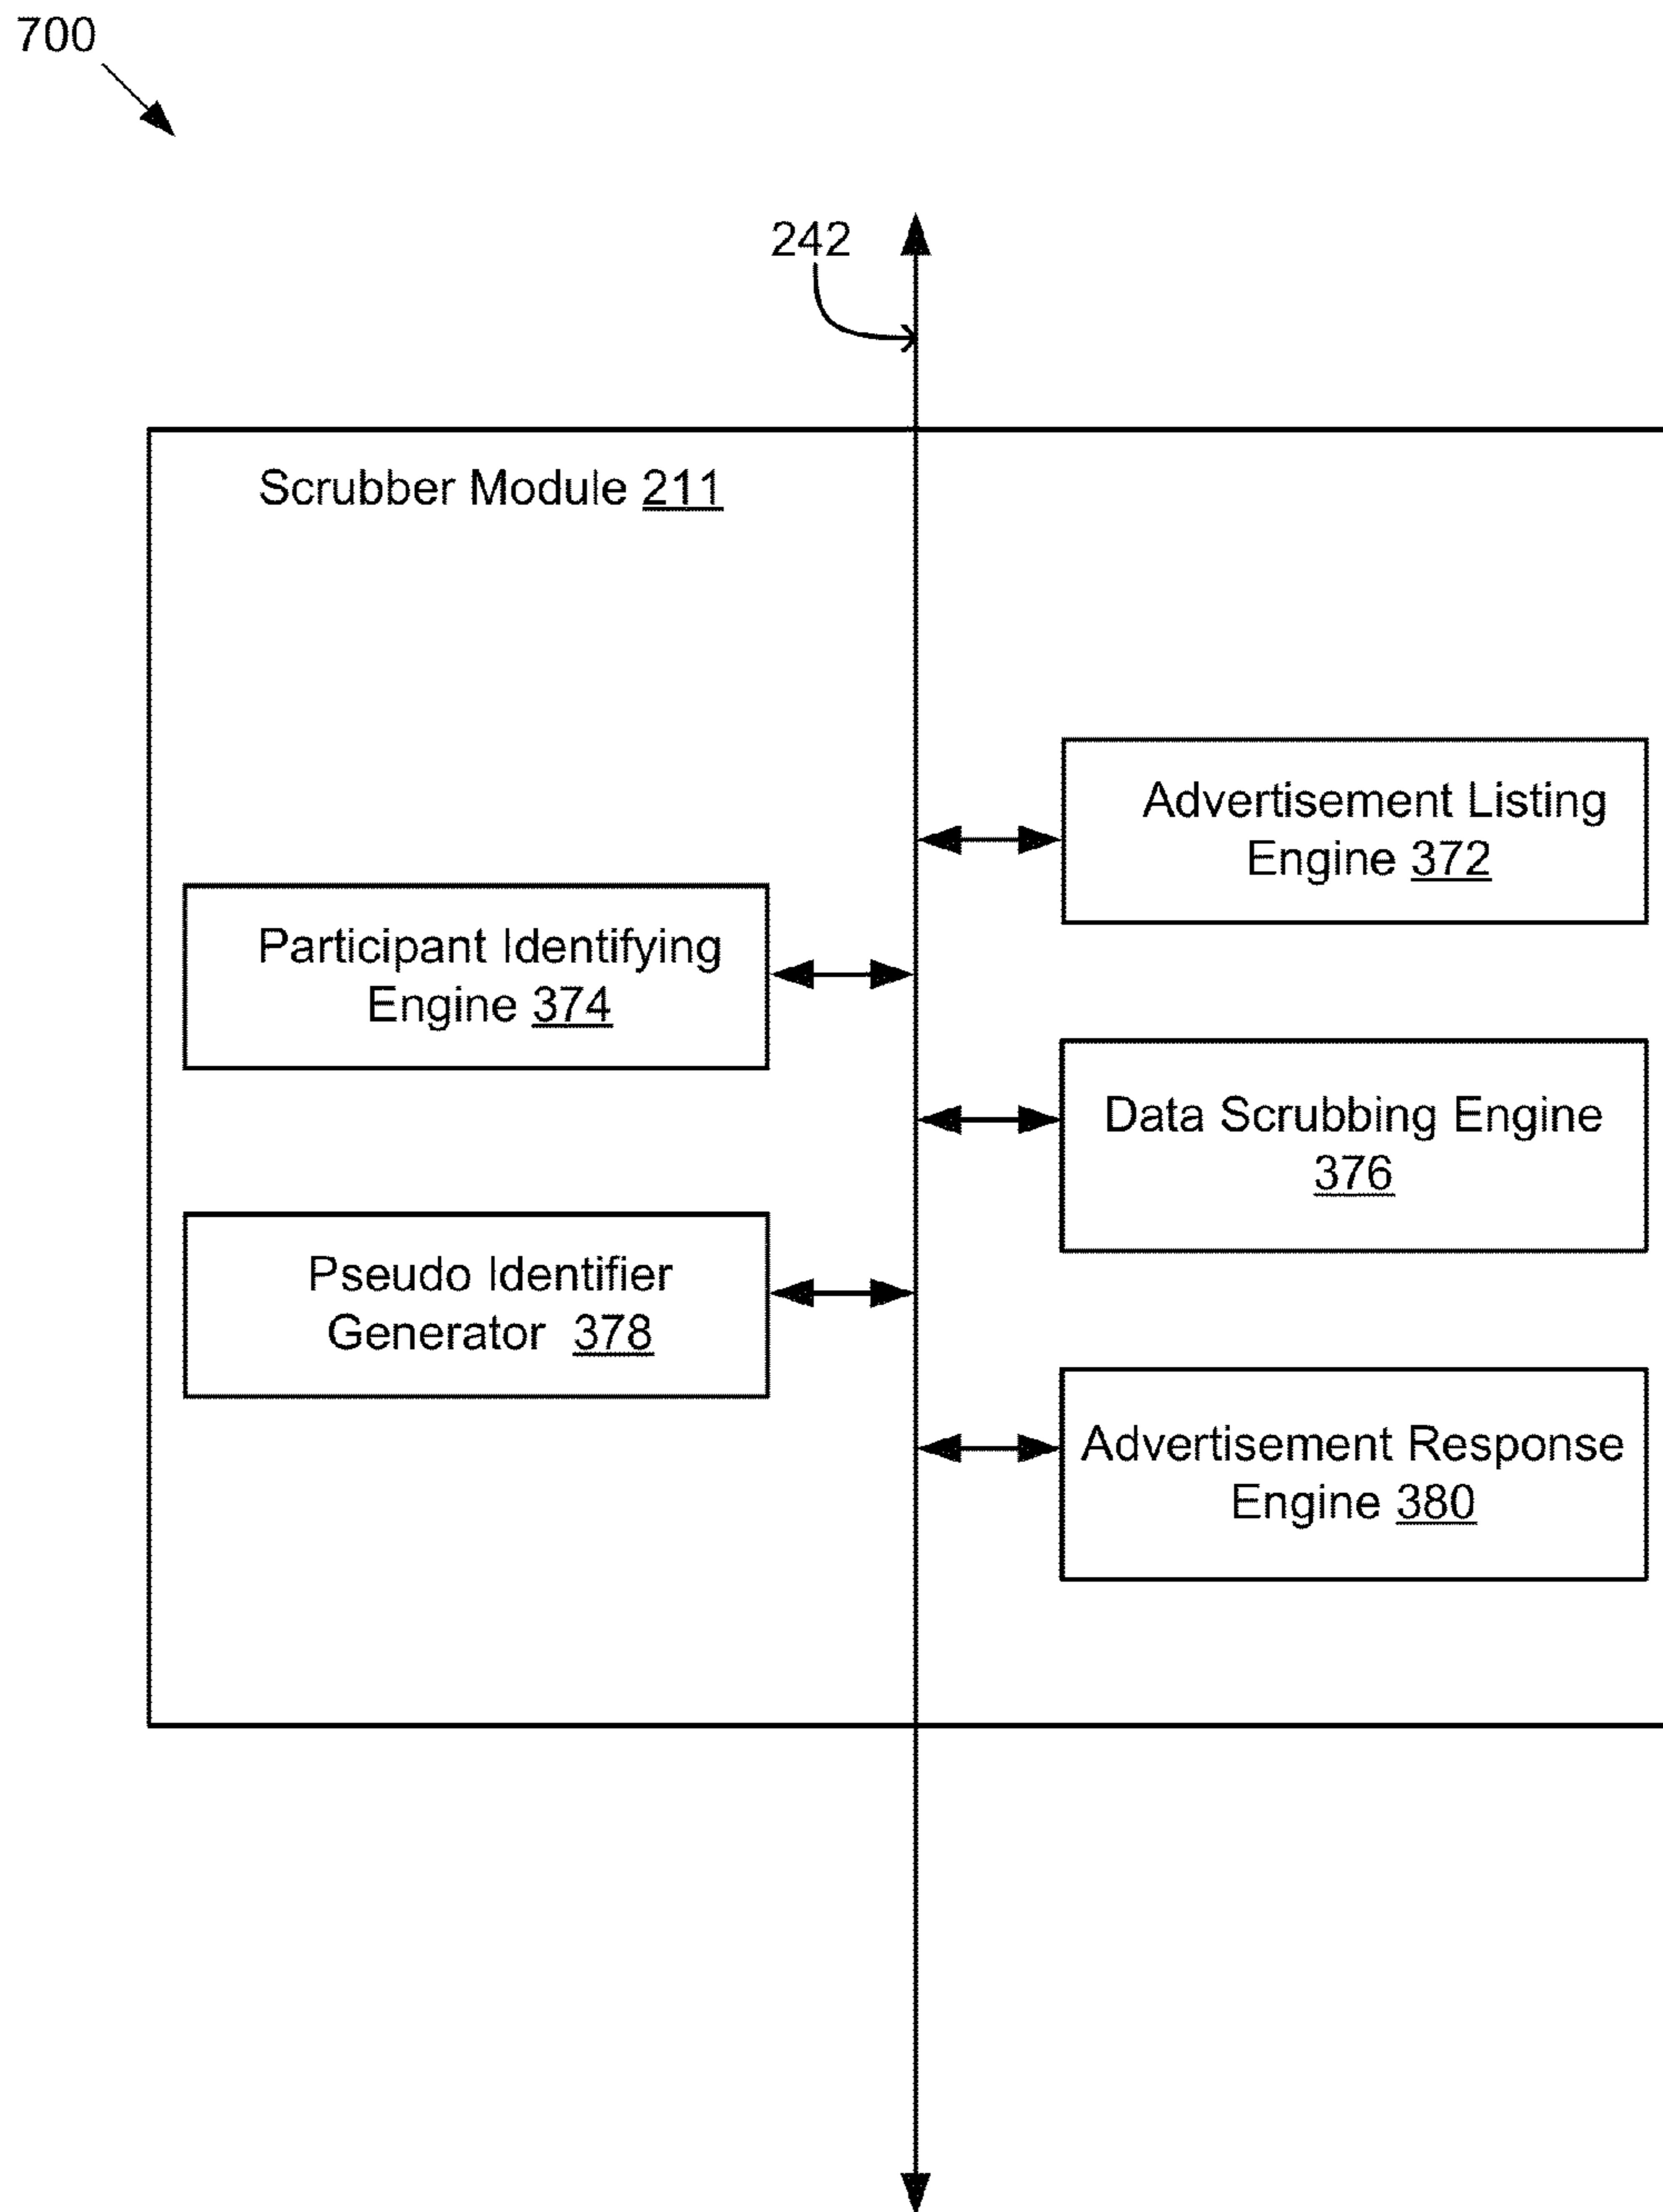 700
242
Scrubber Module 211
Advertisement Listing
Engine 372
Participant Identifying
Engine 374
Data Scrubbing Engine
376
Pseudo Identifier
Generator 378
Advertisement Response
Engine 380